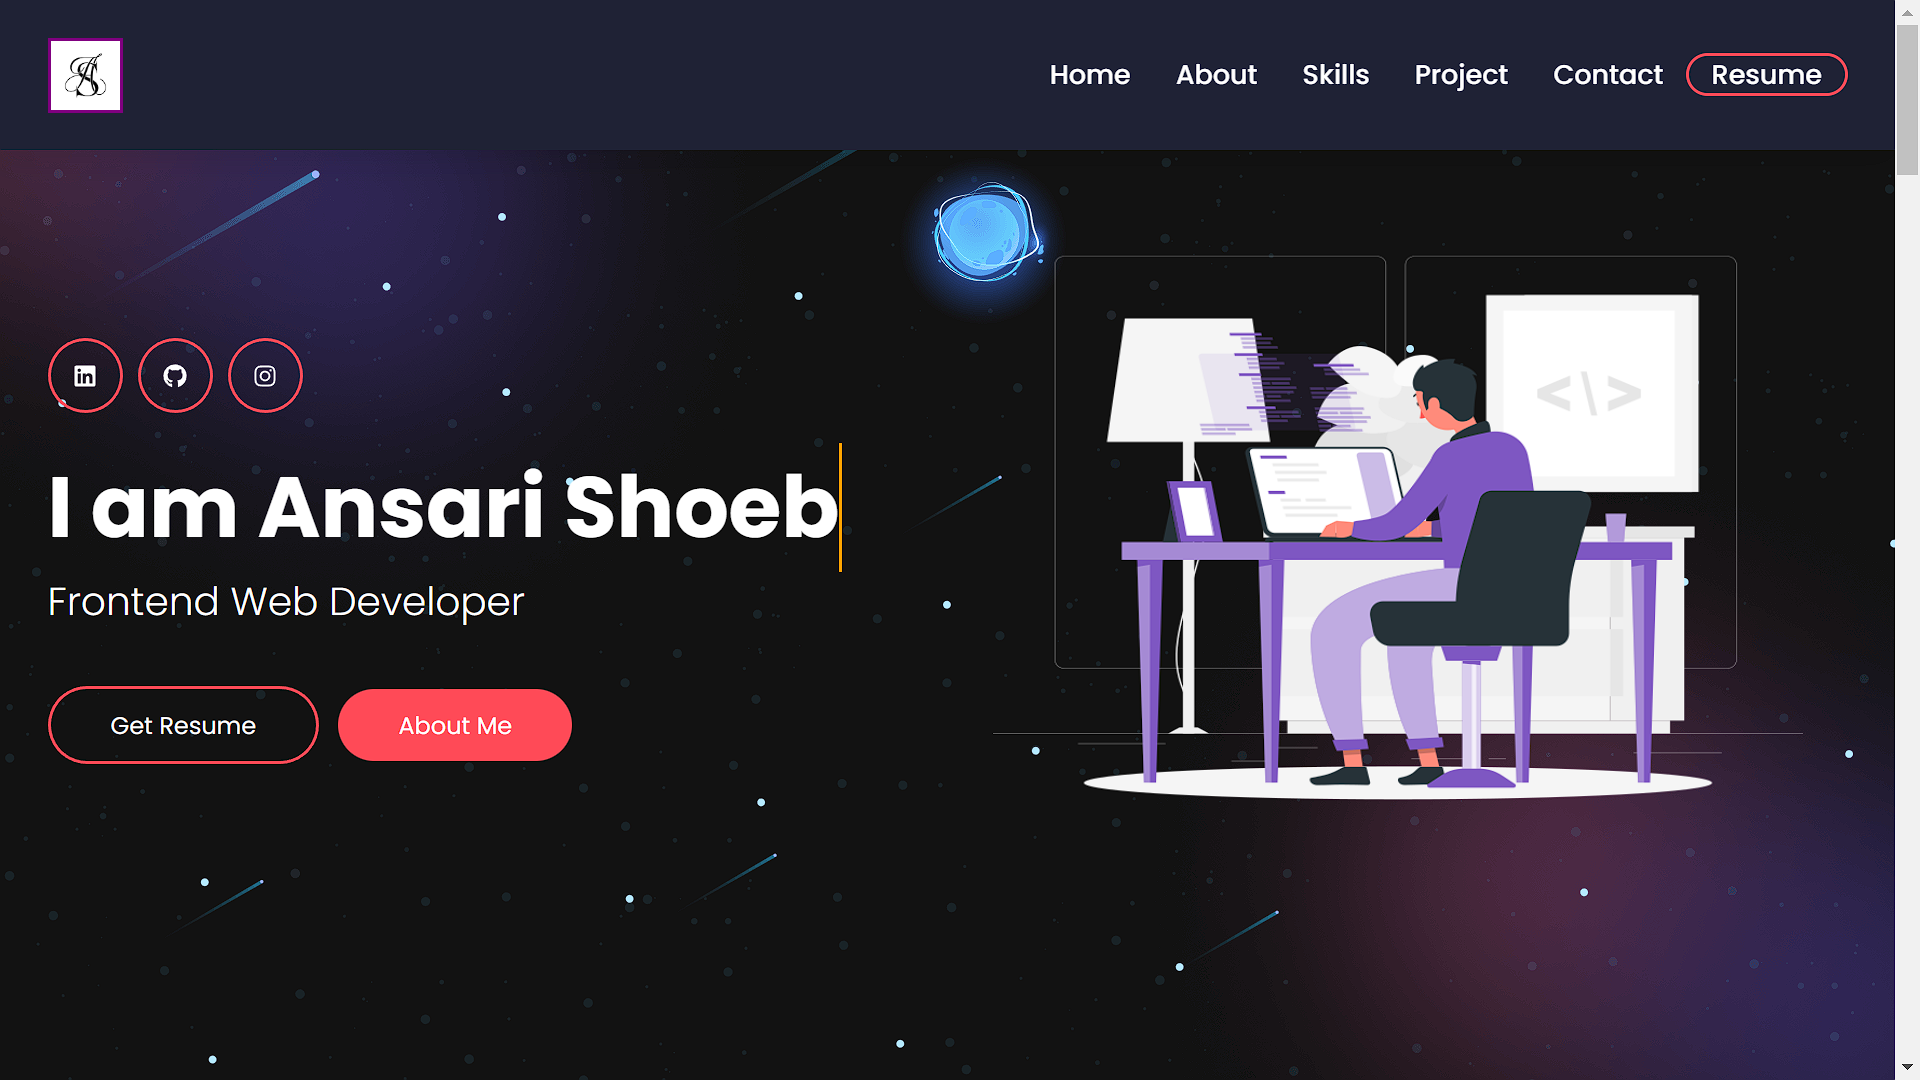 Home About Skills Project Contact Resume
I am Ansari Shoeb
Frontend Web Developer
Get Resume About Me
<\>